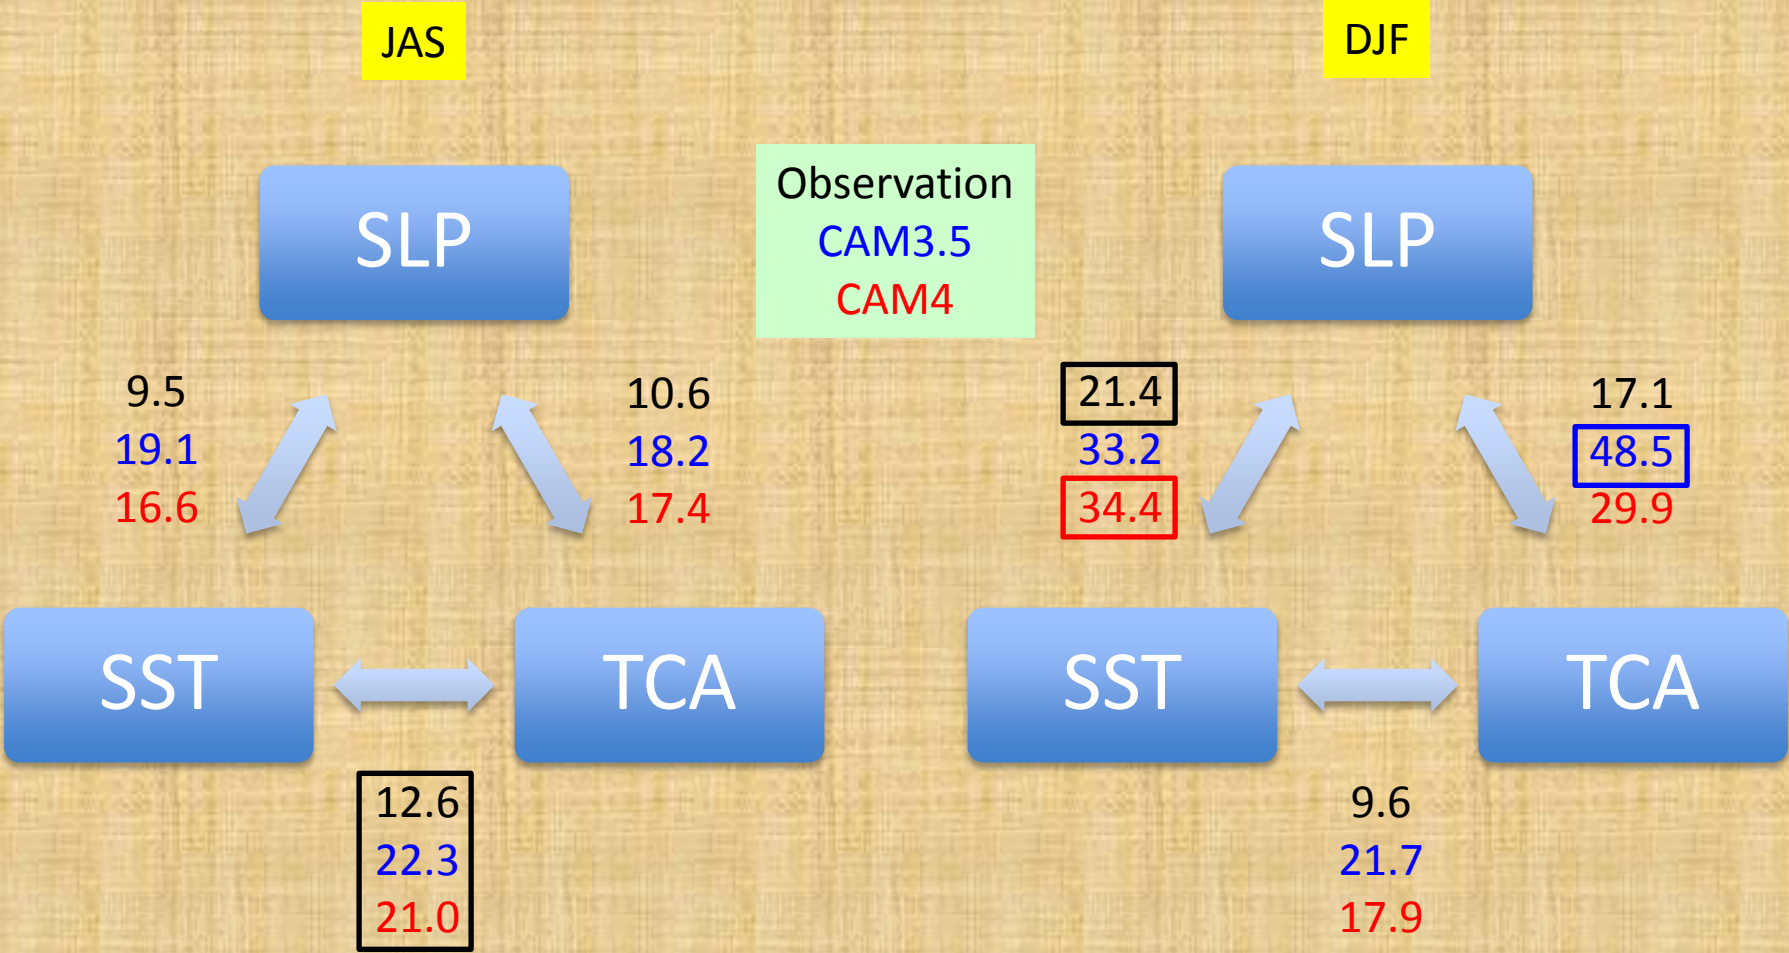 JAS
DJF
SLP
Observation
CAM3.5
CAM4
SLP
9.5
19.1
16.6
10.6
18.2
17.4
21.4
33.2
34.4
17.1
48.5
29.9
SST
TCA
SST
TCA
12.6
22.3
21.0
9.6
21.7
17.9